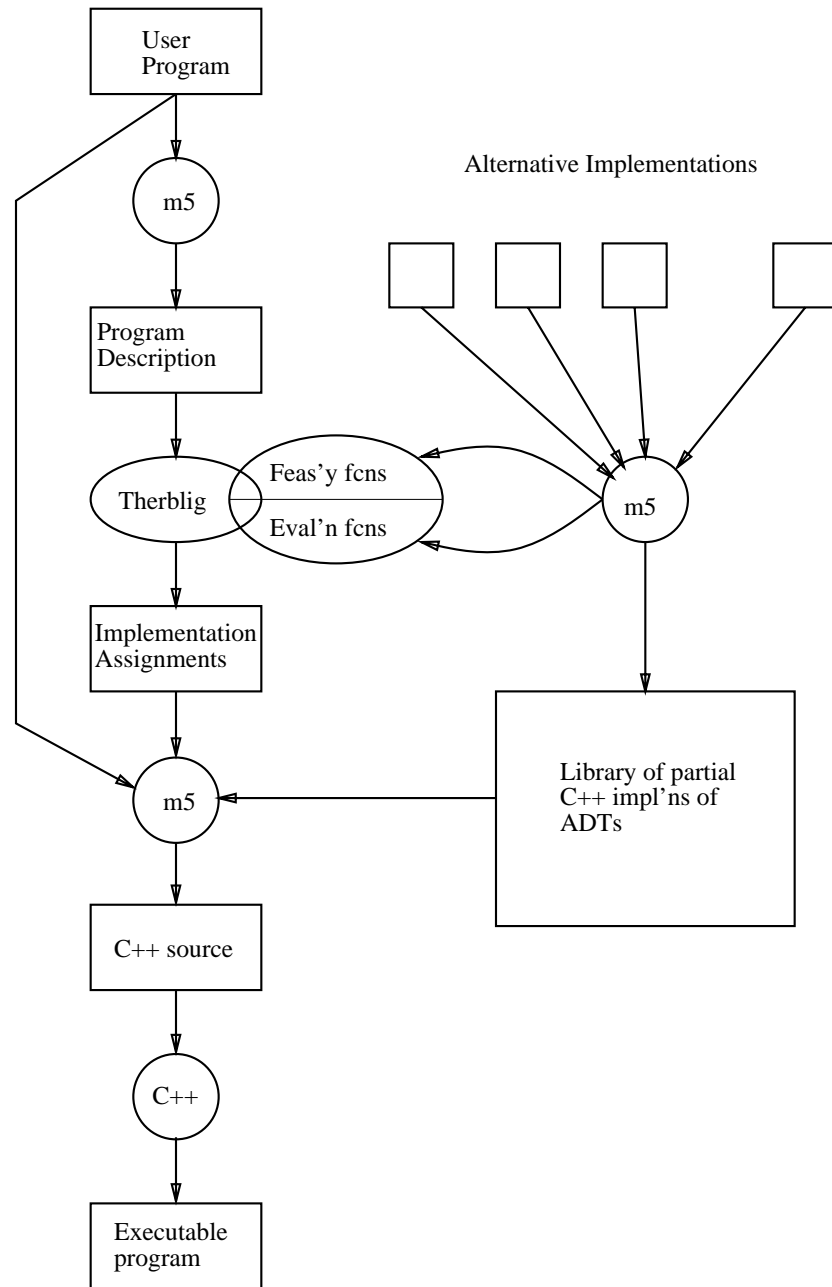 User
Program
m5
Alternative Implementations
Program
Description
Therblig
Feas'y fcns
Eval'n fcns
m5
Implementation
Assignments
m5
Library of partial
C++ impl'ns of
ADTs
C++ source
C++
Executable
program